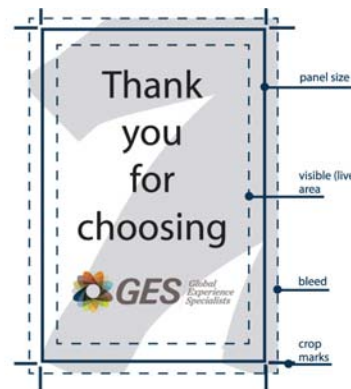 Thank
you
for
choosing
GES Global
Experience
Specialists
panel size
visible (live
area
bleed
crop
marks